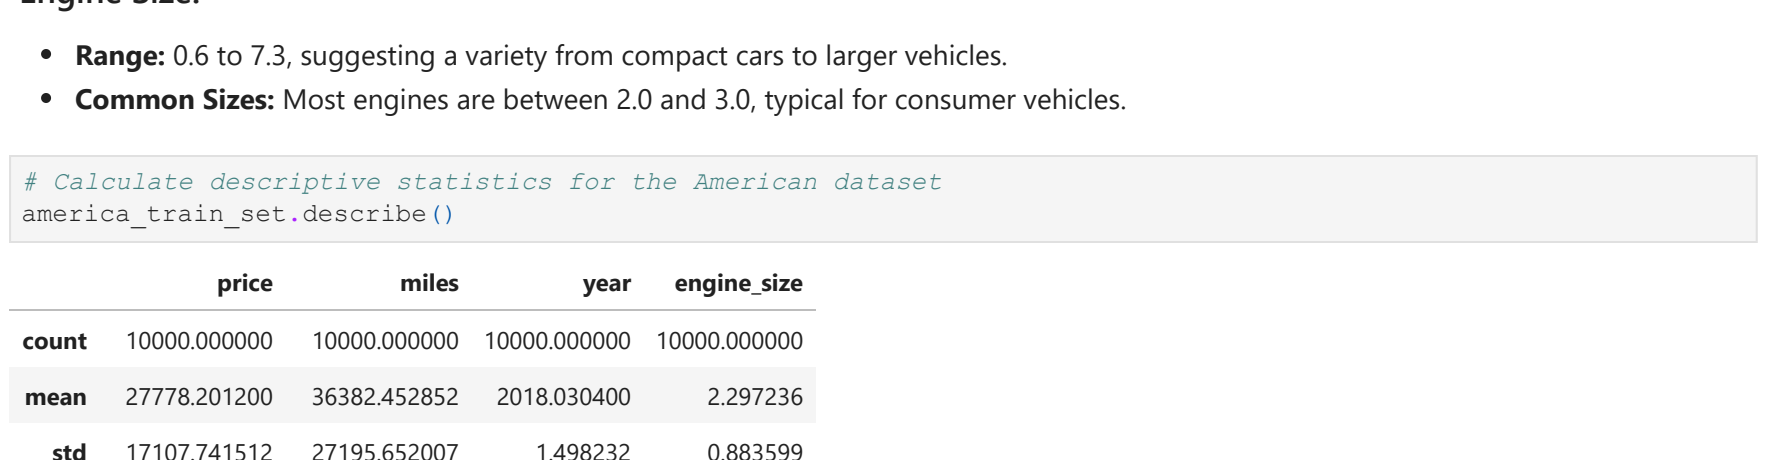 Engine Size:
• Range: 0.6 to 7.3, suggesting a variety from compact cars to larger vehicles.
• Common Sizes: Most engines are between 2.0 and 3.0, typical for consumer vehicles.
# Calculate descriptive statistics for the American dataset
america_train_set.describe()
price miles year engine_size
count 10000.000000 10000.000000 10000.000000 10000.000000
mean 27778.201200 36382.452852 2018.030400 2.297236
std 17107.741512 27195.652007 1.498232 0.883599